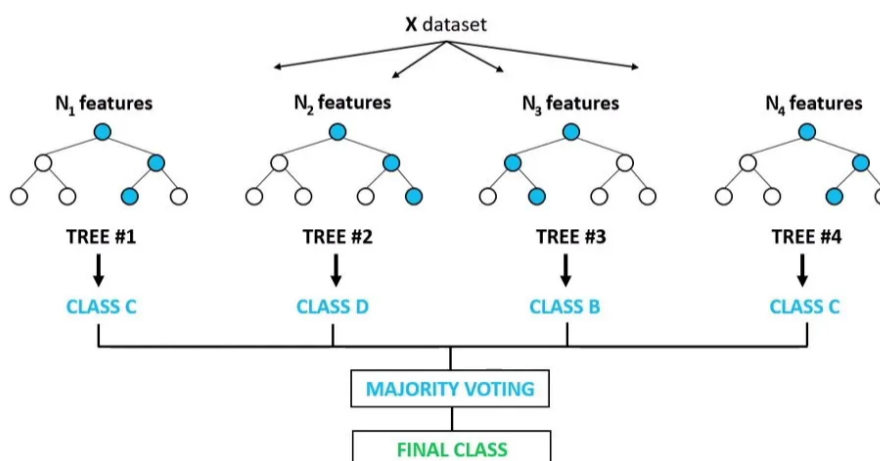 X dataset
N₁ features N₂ features N₃ features N₄ features
TREE #1 TREE #2 TREE #3 TREE #4
CLASS C CLASS D CLASS B CLASS C
MAJORITY VOTING
FINAL CLASS